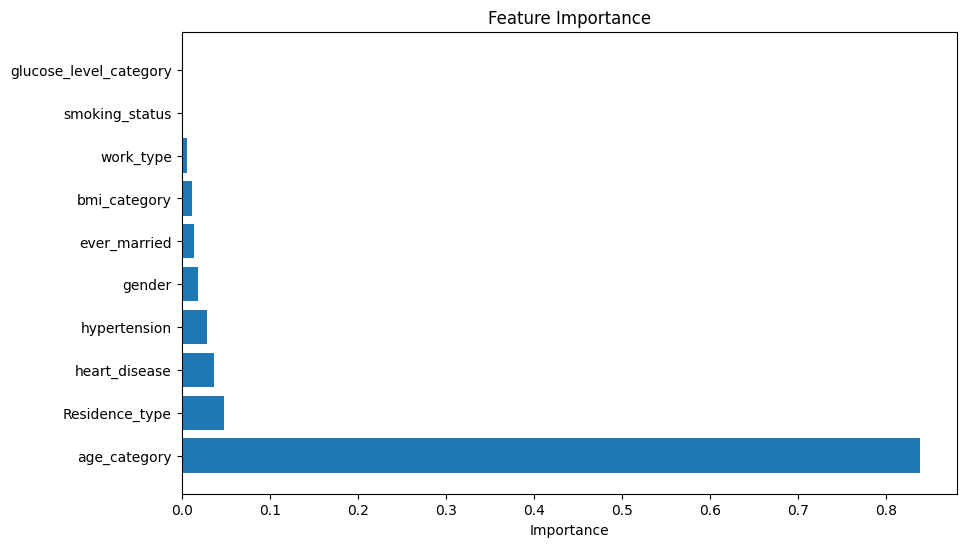 Feature Importance
glucose_level_category
smoking_status
work_type
bmi_category
ever_married
gender
hypertension
heart_disease
Residence_type
age_category
0.0 0.1 0.2 0.3 0.4 0.5 0.6 0.7 0.8
Importance